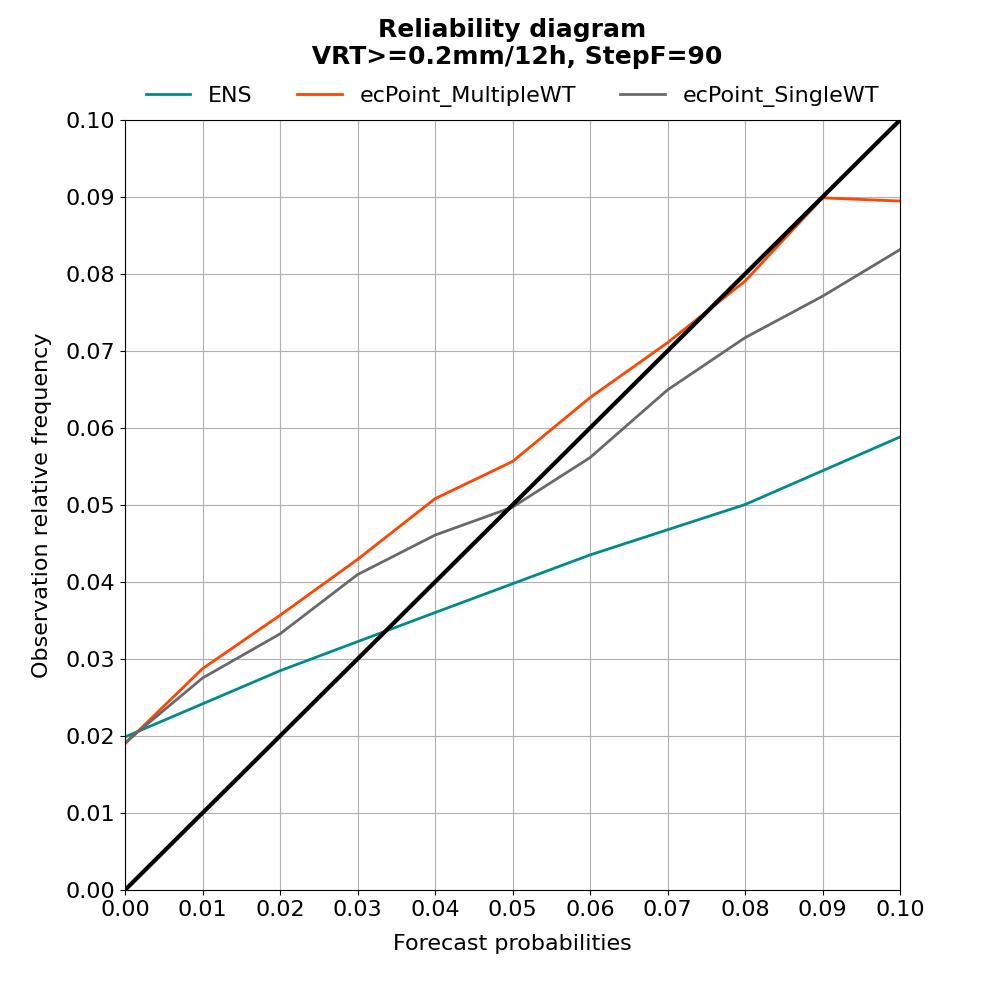 Reliability diagram
VRT>=0.2mm/12h, StepF=90
ENS ecPoint_MultipleWT ecPoint_SingleWT
0.10
0.09
0.08
0.07
0.06
0.05
0.04
0.03
0.02
0.01
0.00
Observation relative frequency
0.00 0.01 0.02 0.03 0.04 0.05 0.06 0.07 0.08 0.09 0.10
Forecast probabilities